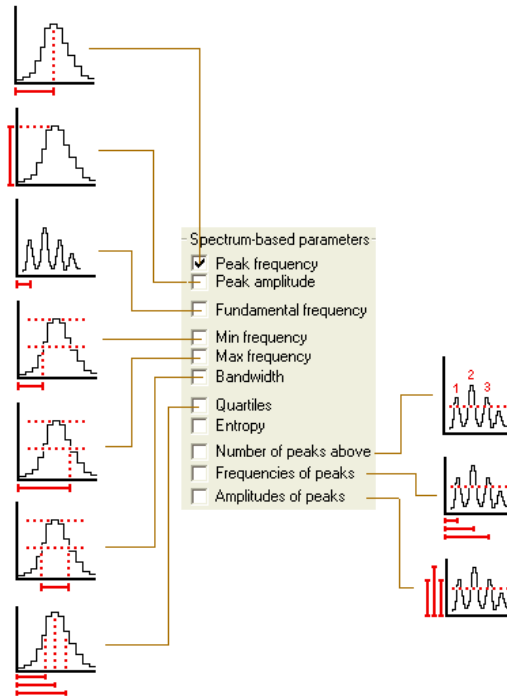 Spectrum-based parameters
Peak frequency
Peak amplitude
Fundamental frequency
Min frequency
Max frequency
Bandwidth
Quartiles
Entropy
Number of peaks above
Frequencies of peaks
Amplitudes of peaks
1 2 3